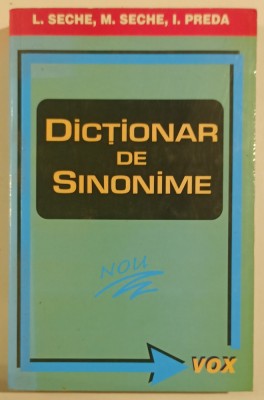 L. SECHE, M. SECHE, I. PREDA
DICȚIONAR
DE
SINONIME
NOU
VOX